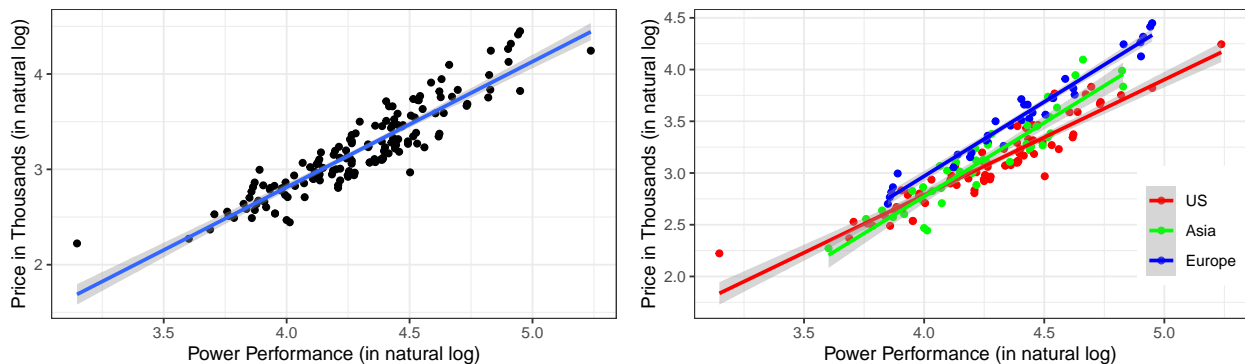 Price in Thousands (in natural log)
4
3
2
3.5 4.0 4.5 5.0
Power Performance (in natural log)
Price in Thousands (in natural log)
4.5
4.0
3.5
3.0
2.5
2.0
US
Asia
Europe
3.5 4.0 4.5 5.0
Power Performance (in natural log)